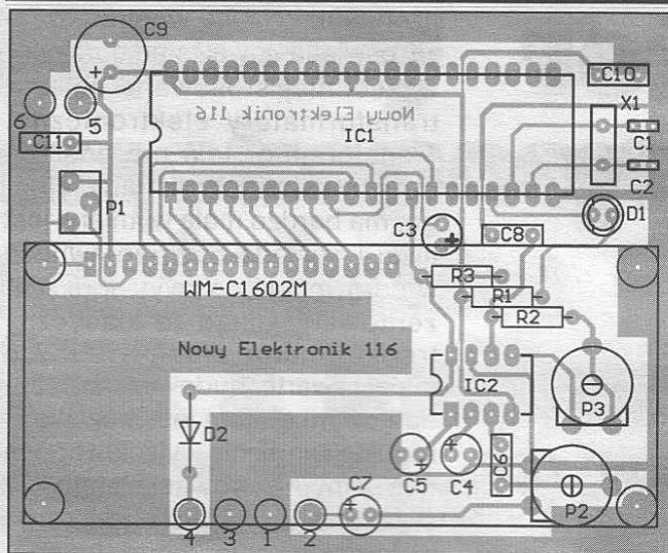 C9
C10
X1
6
5
Nowy Elektronik 116
IC1
C11
C1
C2
P1
C3
C8
D1
R3
WM-C1602M
R1
R2
Nowy Elektronik 116
IC2
P3
D2
C5
C4
C6
C7
P2
4
3
1
2